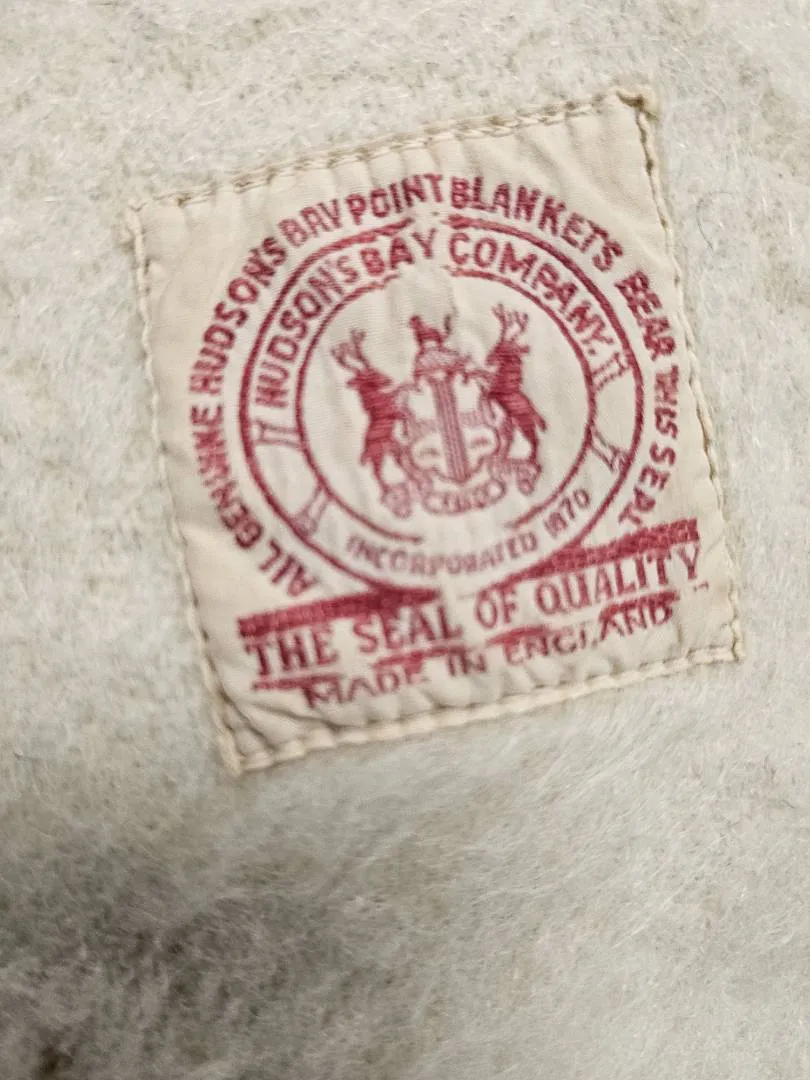 ALL GENUINE HUDSON'S BAY POINT BLANKETS BEAR THIS SEAL
HUDSON'S BAY COMPANY.
INCORPORATED 1670
THE SEAL OF QUALITY
MADE IN ENGLAND